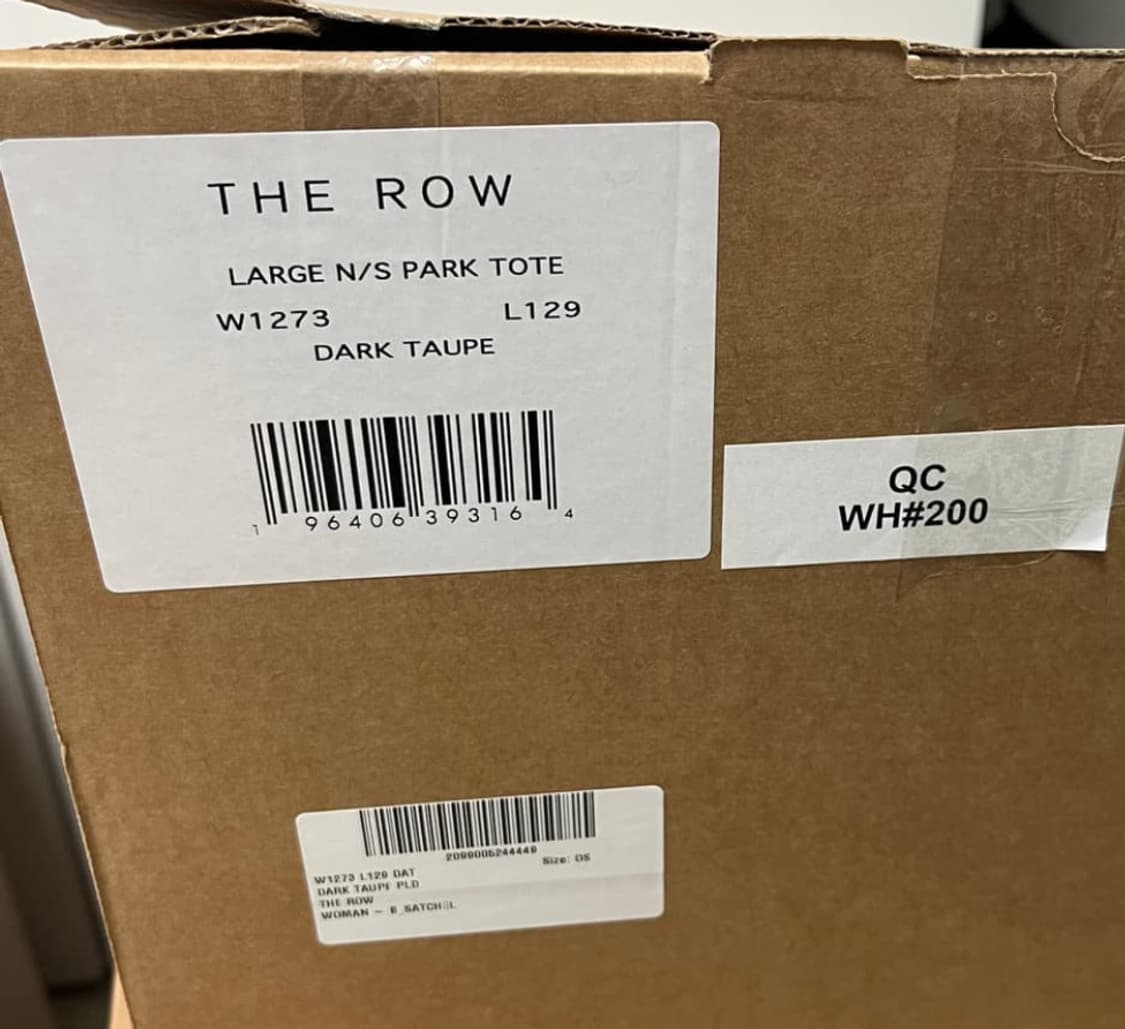 THE ROW
LARGE N/S PARK TOTE
W1273 L129
DARK TAUPE
1 96406 39316 4
QC
WH#200
2099005244449
Size: OS
W1273 L129 DAT
DARK TAUPE PLD
THE ROW
WOMAN - B_SATCHEL